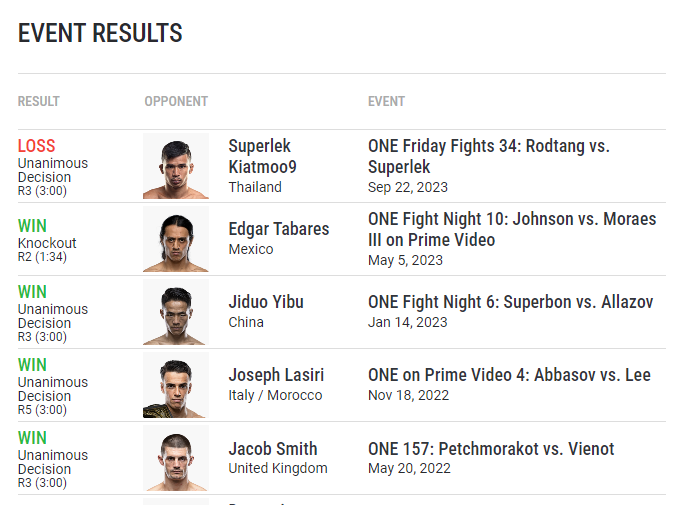 EVENT RESULTS
RESULT OPPONENT EVENT
LOSS
Unanimous
Decision
R3 (3:00)
Superlek
Kiatmoo9
Thailand
ONE Friday Fights 34: Rodtang vs.
Superlek
Sep 22, 2023
WIN
Knockout
R2 (1:34)
Edgar Tabares
Mexico
ONE Fight Night 10: Johnson vs. Moraes
III on Prime Video
May 5, 2023
WIN
Unanimous
Decision
R3 (3:00)
Jiduo Yibu
China
ONE Fight Night 6: Superbon vs. Allazov
Jan 14, 2023
WIN
Unanimous
Decision
R5 (3:00)
Joseph Lasiri
Italy / Morocco
ONE on Prime Video 4: Abbasov vs. Lee
Nov 18, 2022
WIN
Unanimous
Decision
R3 (3:00)
Jacob Smith
United Kingdom
ONE 157: Petchmorakot vs. Vienot
May 20, 2022